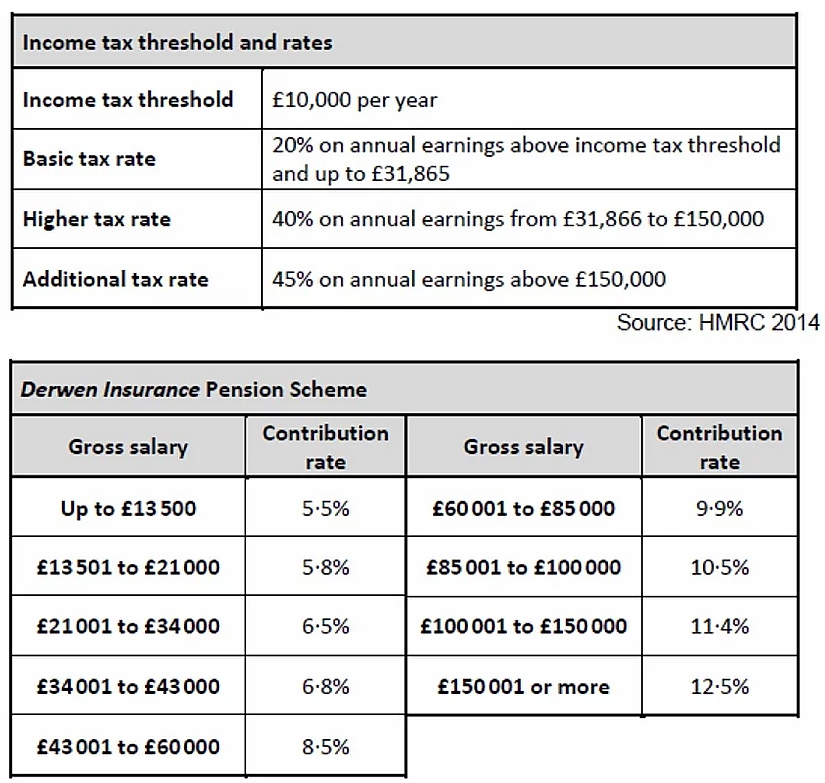 Income tax threshold and rates
Income tax threshold £10,000 per year
Basic tax rate 20% on annual earnings above income tax threshold
and up to £31,865
Higher tax rate 40% on annual earnings from £31,866 to £150,000
Additional tax rate 45% on annual earnings above £150,000
Source: HMRC 2014
Derwen Insurance Pension Scheme
Gross salary Contribution rate Gross salary Contribution rate
Up to £13 500 5·5% £60 001 to £85 000 9·9%
£13 501 to £21 000 5·8% £85 001 to £100 000 10·5%
£21 001 to £34 000 6·5% £100 001 to £150 000 11·4%
£34 001 to £43 000 6·8% £150 001 or more 12·5%
£43 001 to £60 000 8·5%